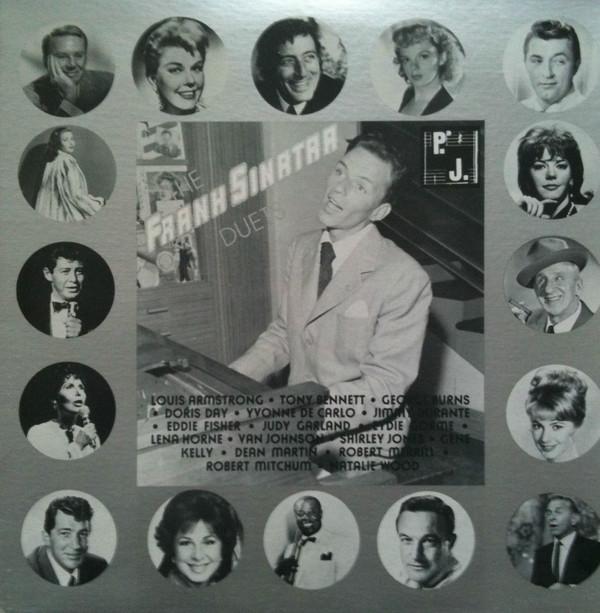 THE
FRANK SINATRA
DUETS
P.
J.
LOUIS ARMSTRONG • TONY BENNETT • GEORGE BURNS
• DORIS DAY • YVONNE DE CARLO • JIMMY DURANTE
• EDDIE FISHER • JUDY GARLAND • EYDIE GORME •
LENA HORNE • VAN JOHNSON • SHIRLEY JONES • GENE
KELLY • DEAN MARTIN • ROBERT MERRILL •
ROBERT MITCHUM • NATALIE WOOD